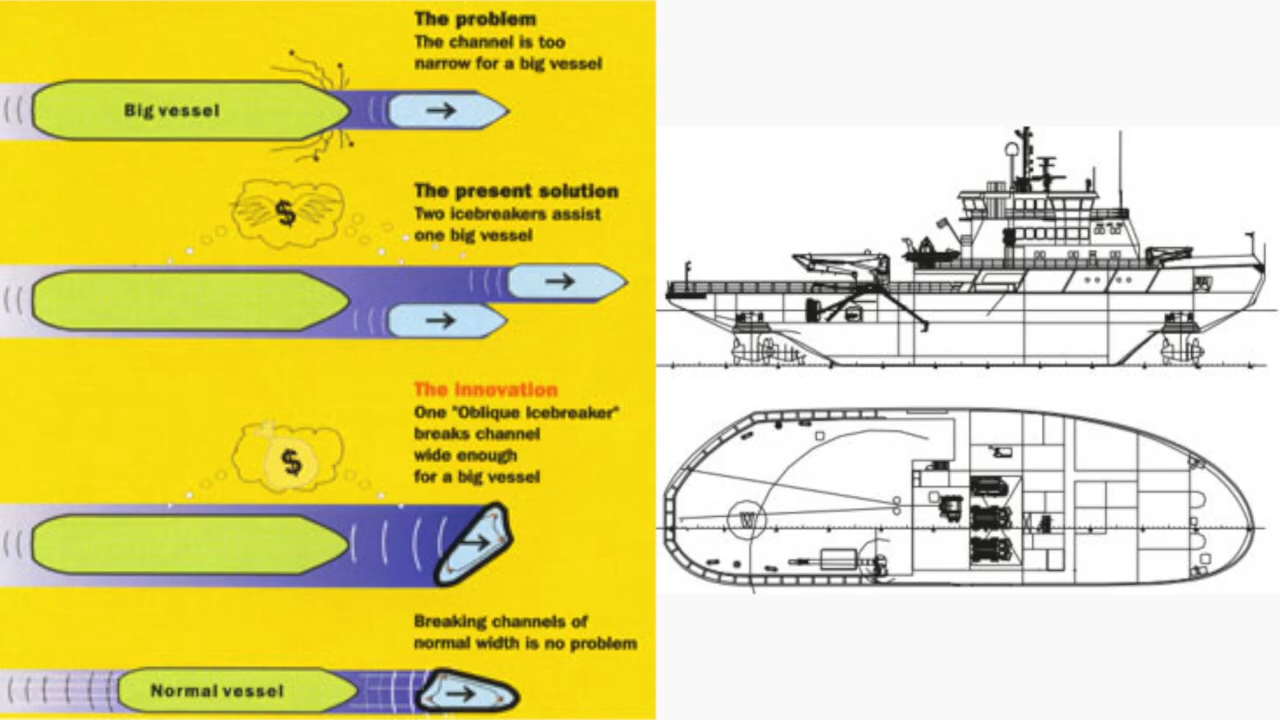 The problem
The channel is too
narrow for a big vessel
Big vessel
$
The present solution
Two icebreakers assist
one big vessel
The innovation
One "Oblique Icebreaker"
breaks channel
wide enough
for a big vessel
$
Breaking channels of
normal width is no problem
Normal vessel
W